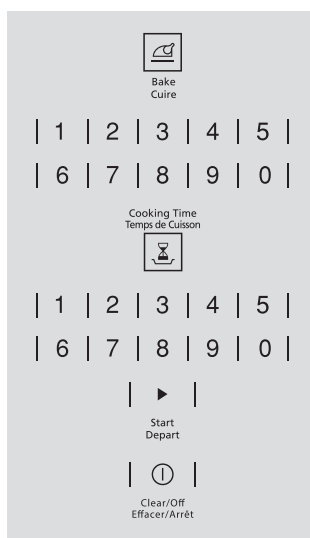 Bake
Cuire
| 1 | 2 | 3 | 4 | 5 |
| 6 | 7 | 8 | 9 | 0 |
Cooking Time
Temps de Cuisson
| 1 | 2 | 3 | 4 | 5 |
| 6 | 7 | 8 | 9 | 0 |
Start
Depart
Clear/Off
Effacer/Arrêt